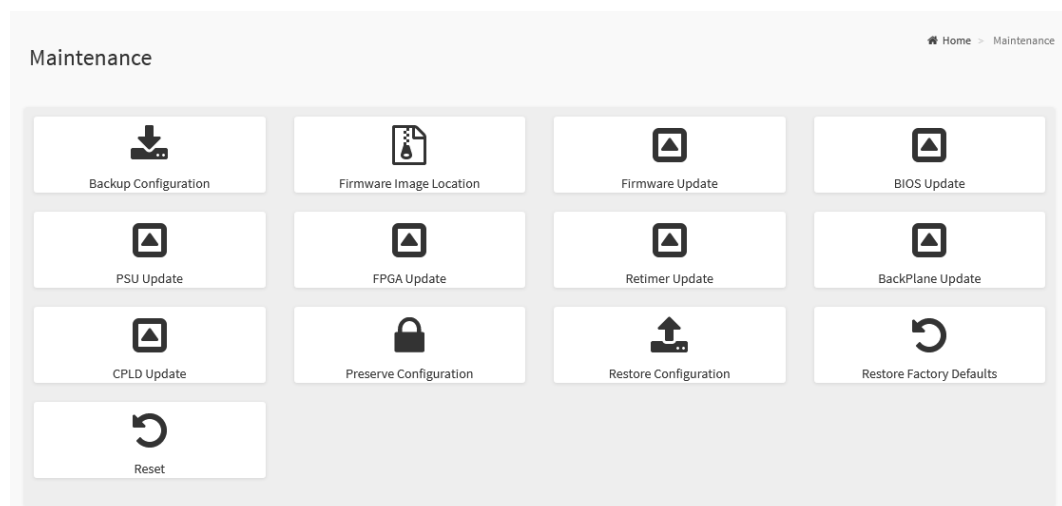 Home > Maintenance
Maintenance
Backup Configuration
Firmware Image Location
Firmware Update
BIOS Update
PSU Update
FPGA Update
Retimer Update
BackPlane Update
CPLD Update
Preserve Configuration
Restore Configuration
Restore Factory Defaults
Reset